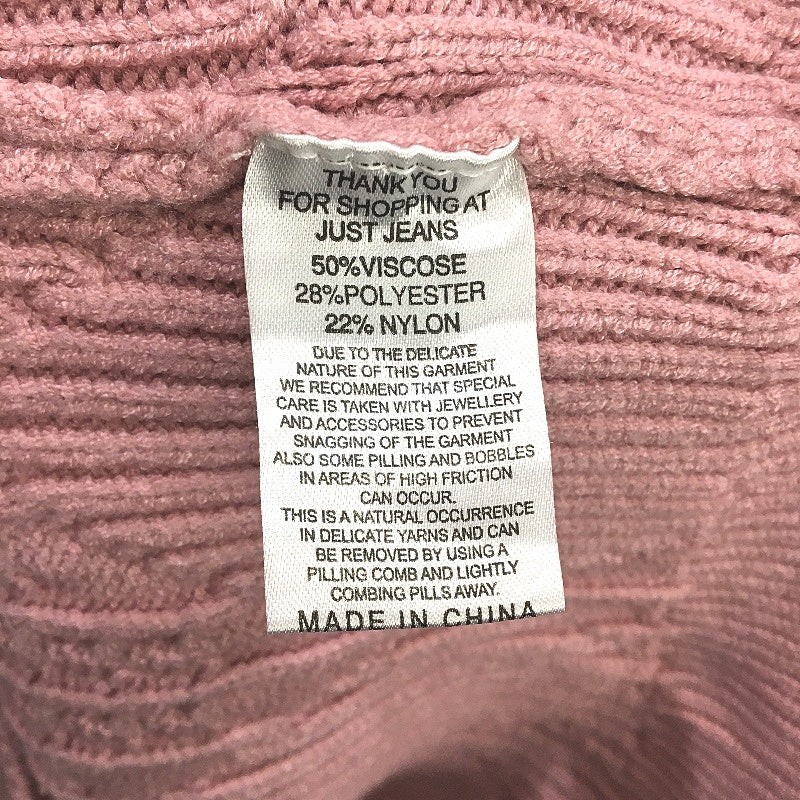 THANK YOU
FOR SHOPPING AT
JUST JEANS
50%VISCOSE
28%POLYESTER
22% NYLON
DUE TO THE DELICATE
NATURE OF THIS GARMENT
WE RECOMMEND THAT SPECIAL
CARE IS TAKEN WITH JEWELLERY
AND ACCESSORIES TO PREVENT
SNAGGING OF THE GARMENT
ALSO SOME PILLING AND BOBBLES
IN AREAS OF HIGH FRICTION
CAN OCCUR.
THIS IS A NATURAL OCCURRENCE
IN DELICATE YARNS AND CAN
BE REMOVED BY USING A
PILLING COMB AND LIGHTLY
COMBING PILLS AWAY.
MADE IN CHINA